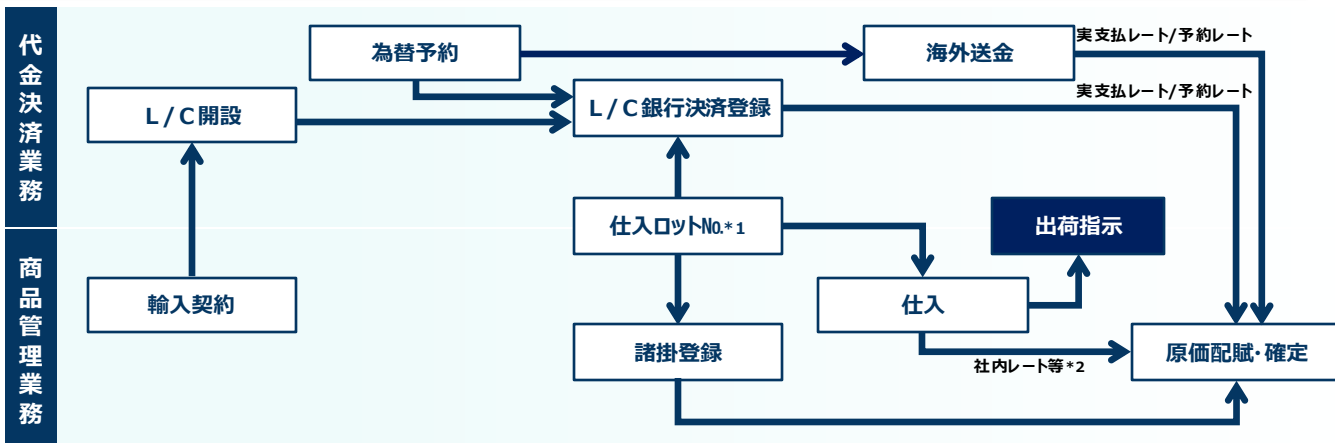 代金決済業務
為替予約
海外送金
実支払レート/予約レート
L/C開設
L/C銀行決済登録
実支払レート/予約レート
仕入ロット№*1
出荷指示
商品管理業務
輸入契約
仕入
諸掛登録
社内レート等*2
原価配賦・確定